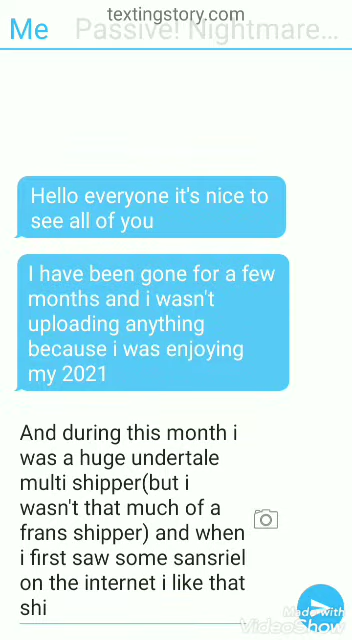 textingstory.com
Me Passive! Nightmare...
Hello everyone it's nice to
see all of you
I have been gone for a few
months and i wasn't
uploading anything
because i was enjoying
my 2021
And during this month i
was a huge undertale
multi shipper(but i
wasn't that much of a
frans shipper) and when
i first saw some sansriel
on the internet i like that
shi
Made with
VideoShow